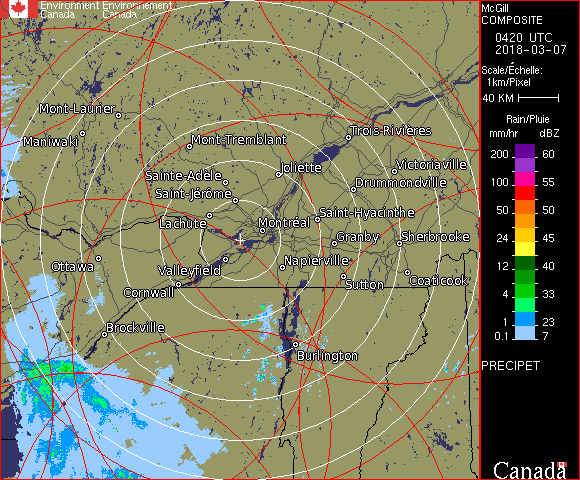 Environment Environnement
Canada Canada
McGill
COMPOSITE
0420 UTC
2018-03-07
Scale/Échelle:
1km/Pixel
40 KM
Rain/Pluie
mm/hr dBZ
200 60
150 57
100 55
50 50
24 45
12 40
4 33
1 23
0.1 7
PRECIPET
Canada
Mont-Laurier
Maniwaki
Mont-Tremblant
Trois-Rivières
Sainte-Adèle
Joliette
Victoriaville
Saint-Jérôme
Drummondville
Lachute
Montréal
Saint-Hyacinthe
Granby
Sherbrooke
Ottawa
Valleyfield
Napierville
Cornwall
Sutton
Coaticook
Brockville
Burlington